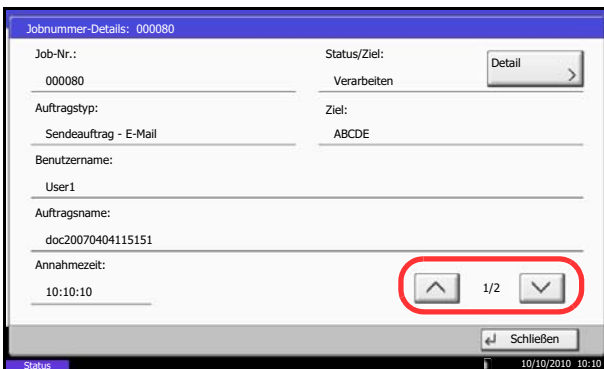 Jobnummer-Details: 000080
Job-Nr.:
000080
Status/Ziel:
Verarbeiten
Detail
Auftragstyp:
Sendeauftrag - E-Mail
Ziel:
ABCDE
Benutzername:
User1
Auftragsname:
doc20070404115151
Annahmezeit:
10:10:10
1/2
Schließen
Status
10/10/2010 10:10